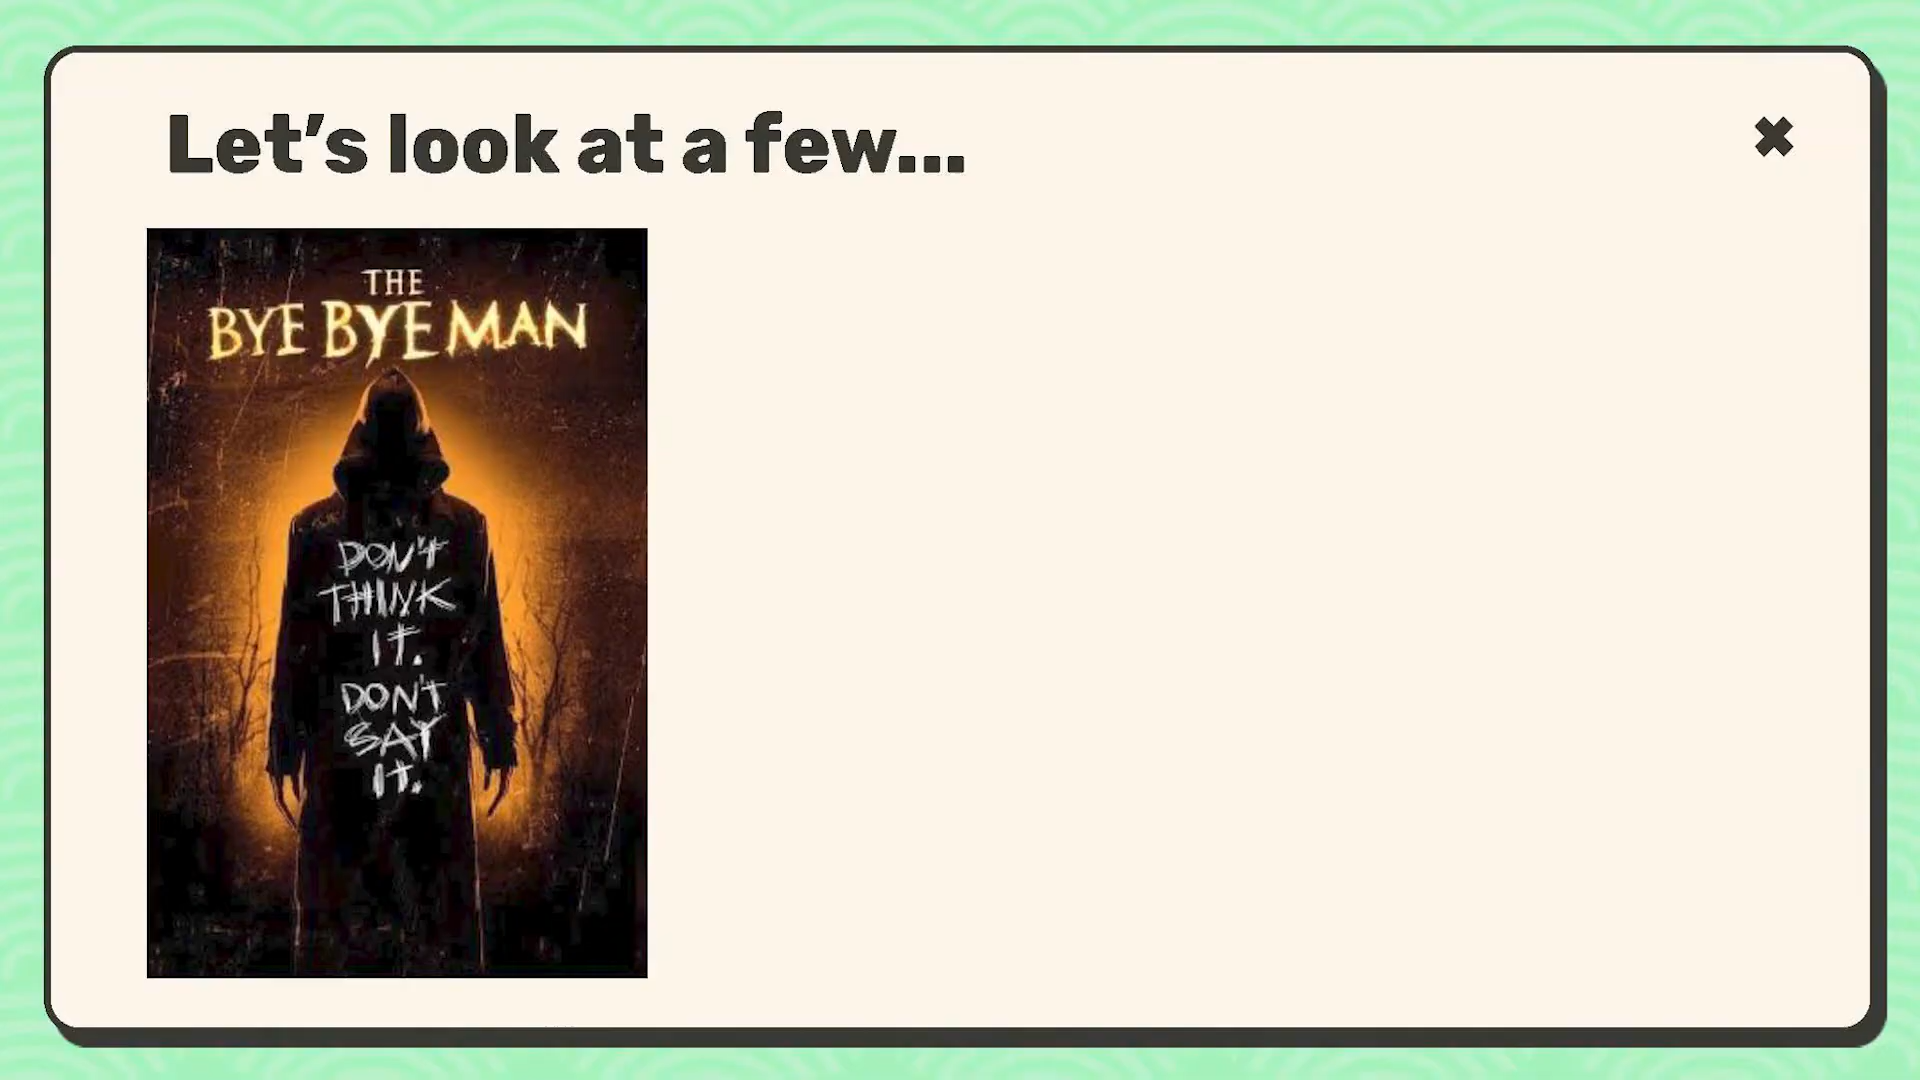 Let's look at a few...
THE
BYE BYE MAN
DON'T
THINK
IT.
DON'T
SAY
IT.